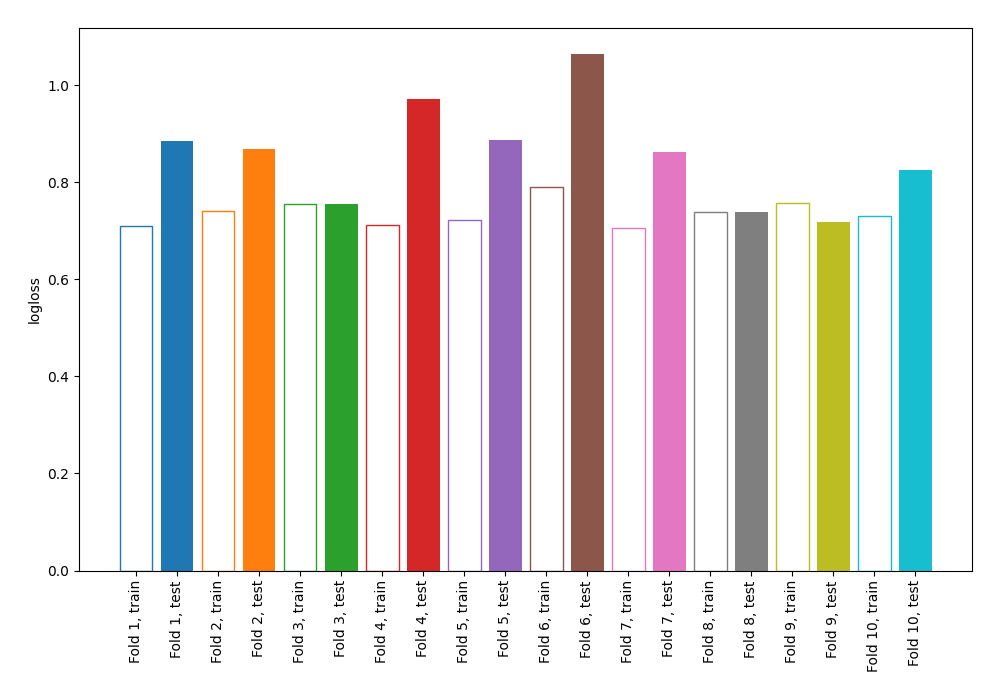 logloss
1.0
0.8
0.6
0.4
0.2
0.0
Fold 1, train
Fold 1, test
Fold 2, train
Fold 2, test
Fold 3, train
Fold 3, test
Fold 4, train
Fold 4, test
Fold 5, train
Fold 5, test
Fold 6, train
Fold 6, test
Fold 7, train
Fold 7, test
Fold 8, train
Fold 8, test
Fold 9, train
Fold 9, test
Fold 10, train
Fold 10, test